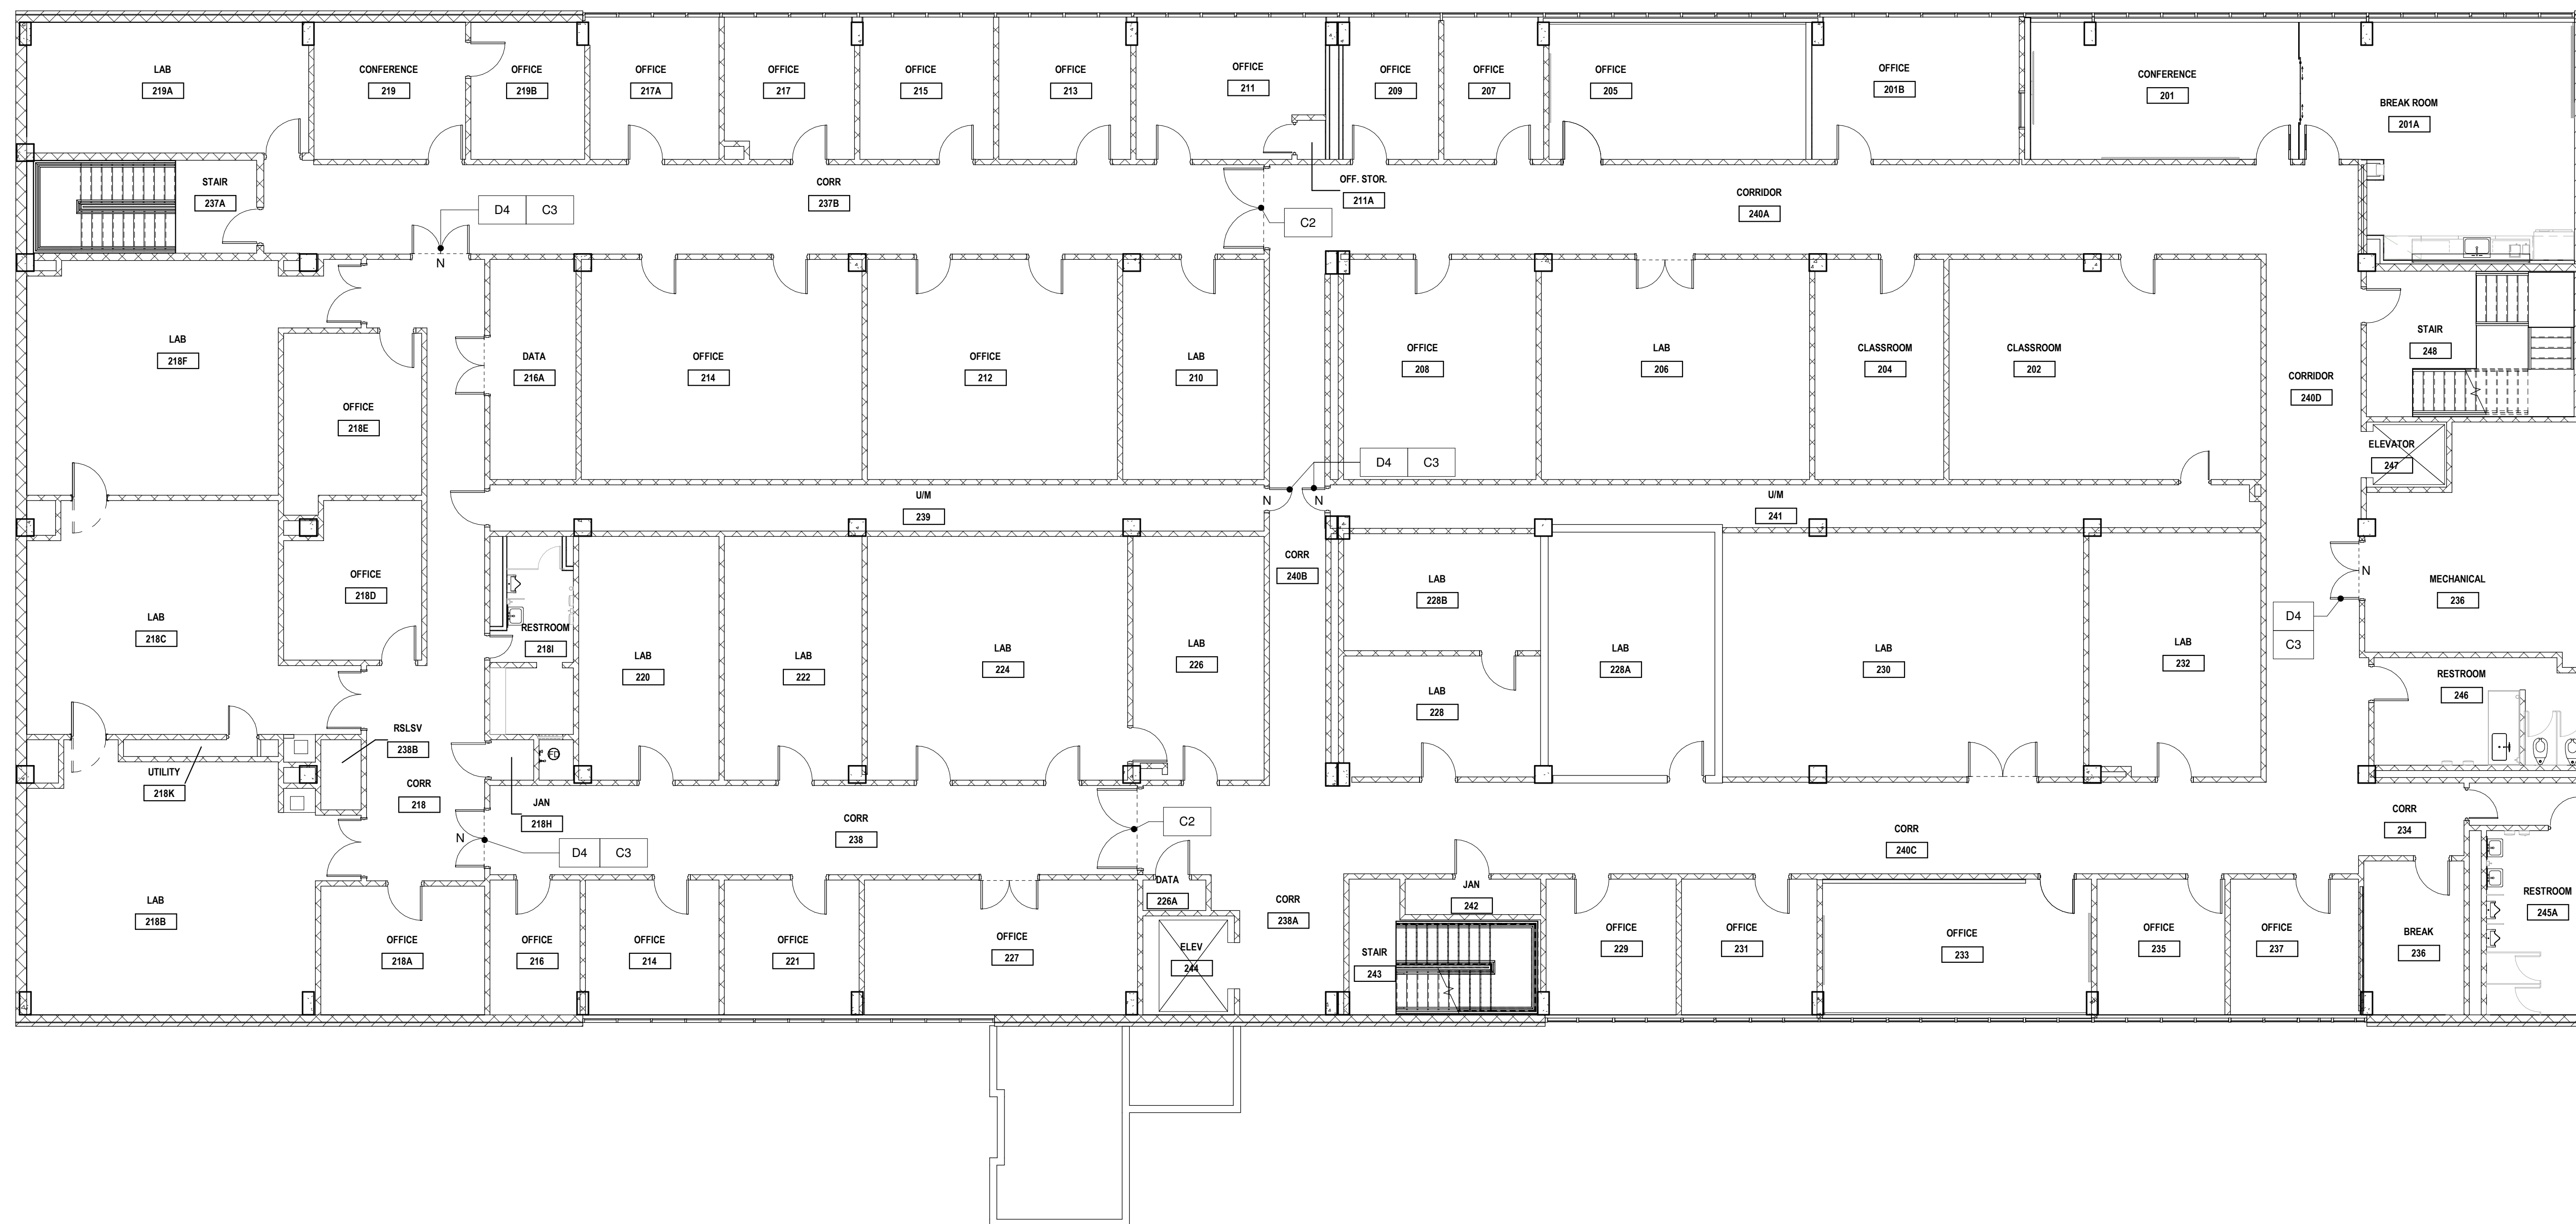 LAB
219A
CONFERENCE
219
OFFICE
219B
OFFICE
217A
OFFICE
217
OFFICE
215
OFFICE
213
OFFICE
211
OFFICE
209
OFFICE
207
OFFICE
205
OFFICE
201B
CONFERENCE
201
BREAK ROOM
201A
STAIR
237A
D4 C3
N
CORR
237B
C2
OFF. STOR.
211A
CORRIDOR
240A
LAB
218F
OFFICE
218E
DATA
216A
OFFICE
214
OFFICE
212
LAB
210
OFFICE
208
LAB
206
CLASSROOM
204
CLASSROOM
202
CORRIDOR
240D
STAIR
248
ELEVATOR
247
D4 C3
N
N
U/M
239
U/M
241
CORR
240B
LAB
218C
OFFICE
218D
RESTROOM
218I
LAB
220
LAB
222
LAB
224
LAB
226
LAB
228B
LAB
228
LAB
228A
LAB
230
LAB
232
N
D4
C3
MECHANICAL
236
RESTROOM
246
UTILITY
218K
RSLSV
238B
CORR
218
FD
JAN
218H
N
D4 C3
CORR
238
C2
CORR
240C
CORR
234
LAB
218B
OFFICE
218A
OFFICE
216
OFFICE
214
OFFICE
221
OFFICE
227
DATA
226A
ELEV
244
CORR
238A
STAIR
243
JAN
242
OFFICE
229
OFFICE
231
OFFICE
233
OFFICE
235
OFFICE
237
BREAK
236
RESTROOM
245A